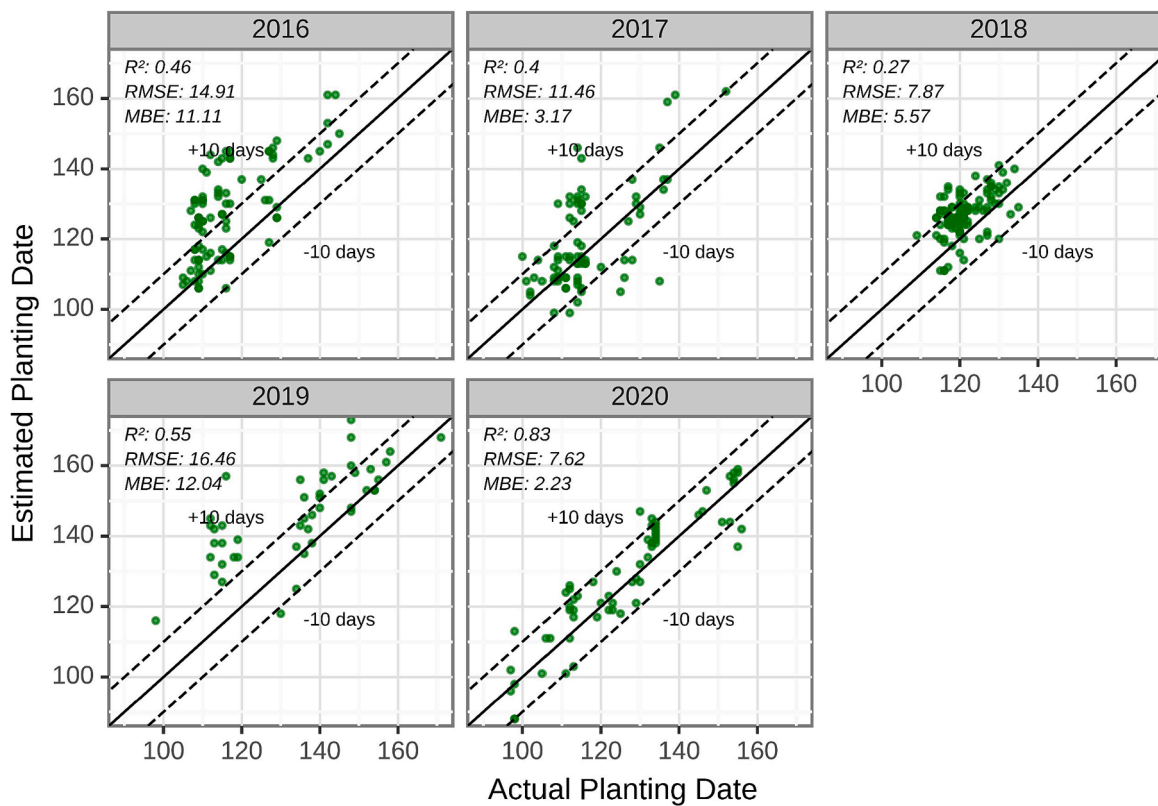 2016
2017
2018
R²: 0.46
RMSE: 14.91
MBE: 11.11
+10 days
-10 days
R²: 0.4
RMSE: 11.46
MBE: 3.17
+10 days
-10 days
R²: 0.27
RMSE: 7.87
MBE: 5.57
+10 days
-10 days
160
140
120
100
100 120 140 160
2019
2020
R²: 0.55
RMSE: 16.46
MBE: 12.04
+10 days
-10 days
R²: 0.83
RMSE: 7.62
MBE: 2.23
+10 days
-10 days
160
140
120
100
100 120 140 160
100 120 140 160
Estimated Planting Date
Actual Planting Date